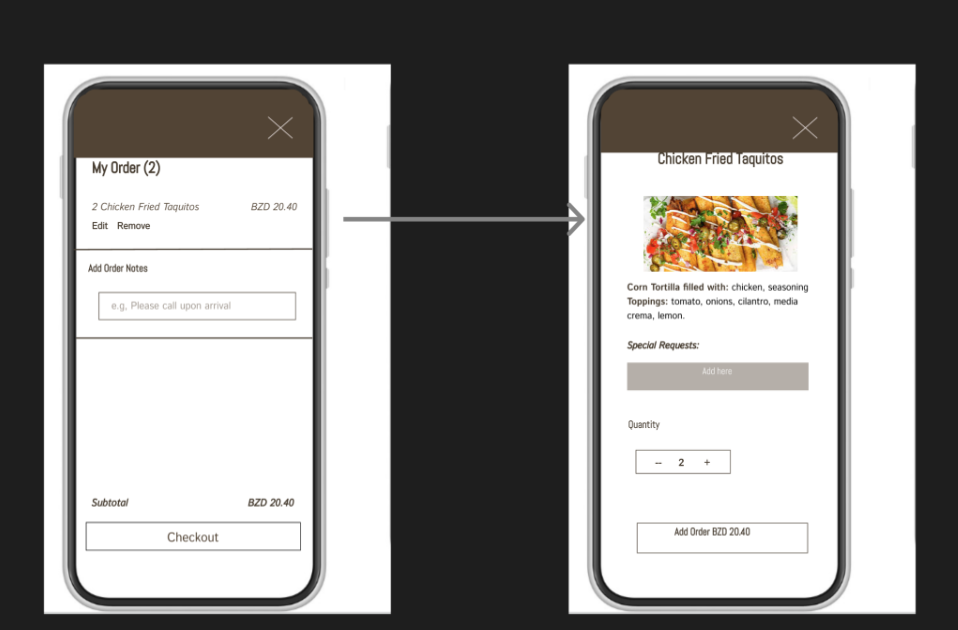 My Order (2)
2 Chicken Fried Taquitos BZD 20.40
Edit Remove
Add Order Notes
e.g, Please call upon arrival
Subtotal BZD 20.40
Checkout
Chicken Fried Taquitos
Corn Tortilla filled with: chicken, seasoning
Toppings: tomato, onions, cilantro, media
crema, lemon.
Special Requests:
Add here
Quantity
-- 2 +
Add Order BZD 20.40